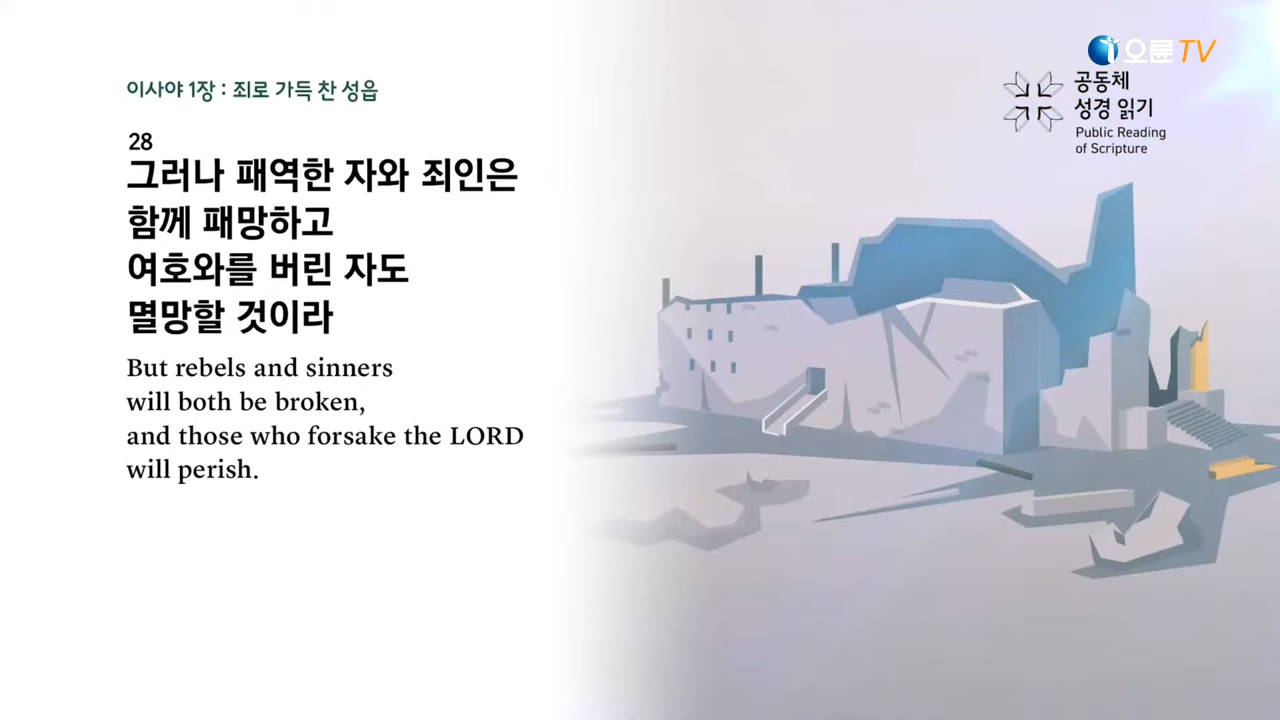 이사야 1장 : 죄로 가득 찬 성읍
28
그러나 패역한 자와 죄인은
함께 패망하고
여호와를 버린 자도
멸망할 것이라
But rebels and sinners
will both be broken,
and those who forsake the LORD
will perish.
오륜TV
공동체
성경 읽기
Public Reading
of Scripture